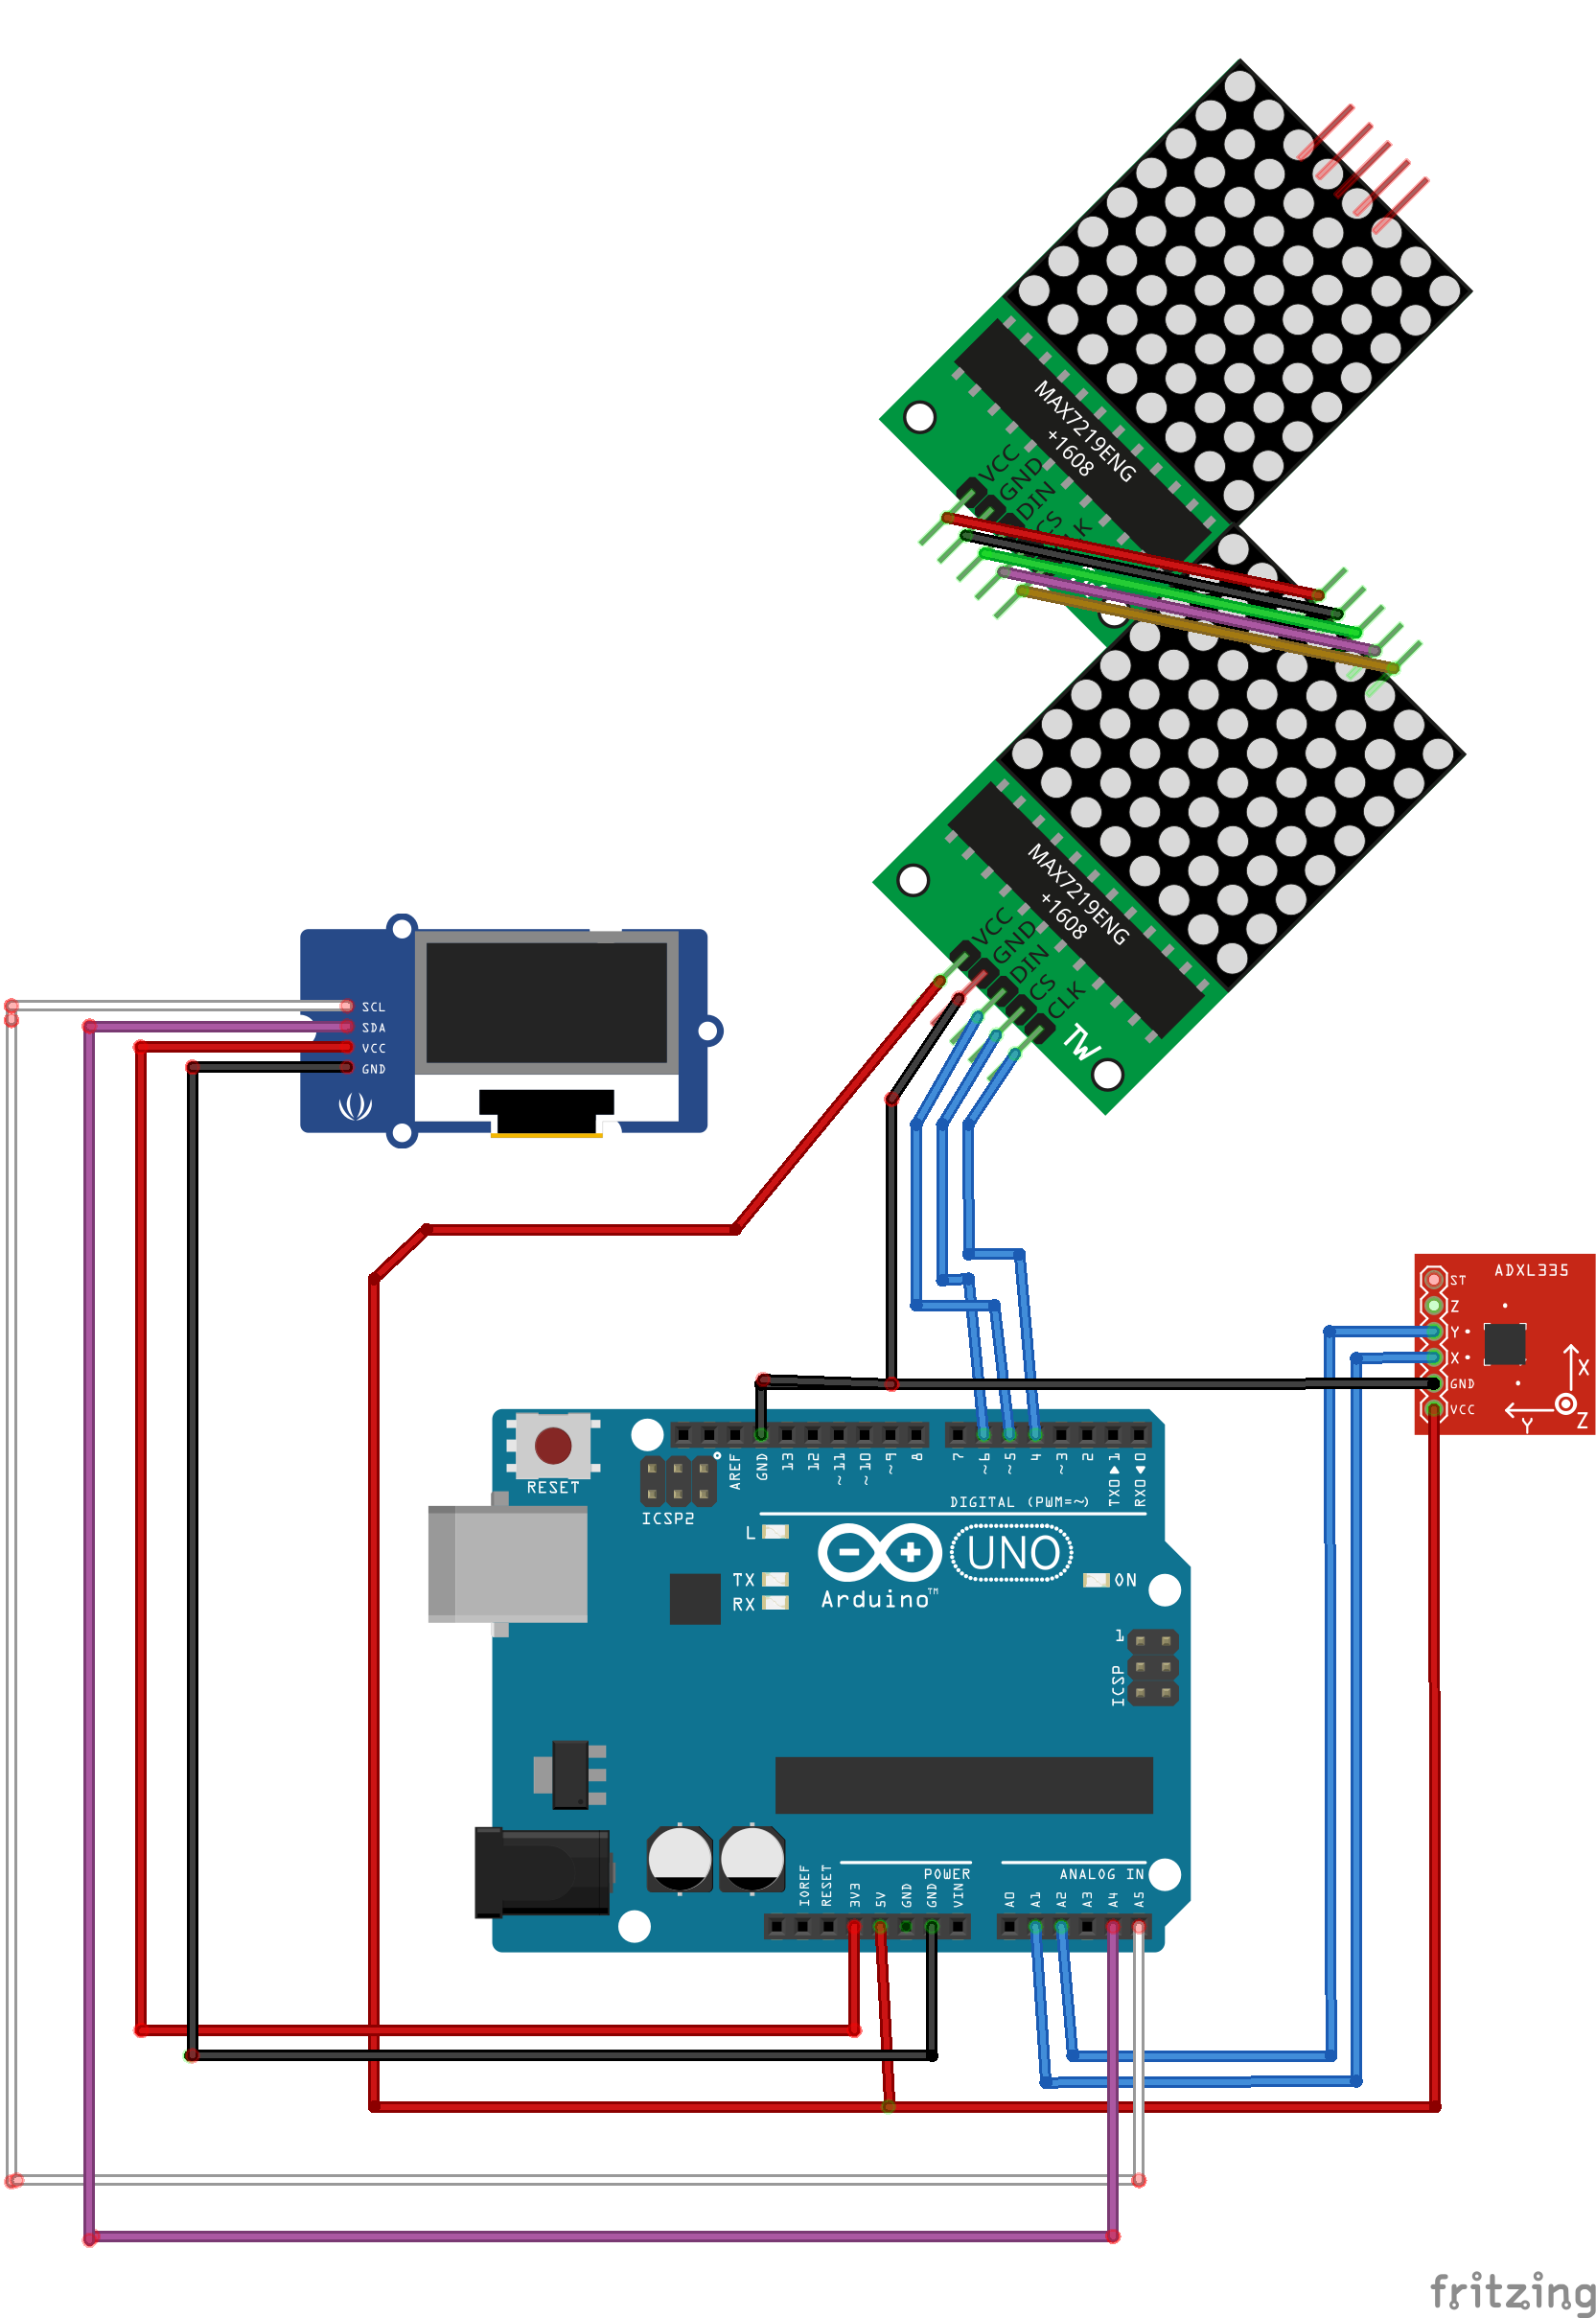 MAX7219ENG
+1608
VCC
GND
DIN
CS
LK
MAX7219ENG
+1608
VCC
GND
DIN
CS
CLK
TW
SCL
SDA
VCC
GND
ADXL335
ST
Z
Y
X
GND
VCC
X
Y
Z
RESET
ICSP2
AREF
GND
13
12
~11
~10
~9
8
7
~6
~5
4
~3
2
TX0▶1
RX0◀0
DIGITAL (PWM=~)
L
TX
RX
UNO
Arduino™
ON
1
ICSP
IOREF
RESET
3V3
5V
GND
GND
VIN
POWER
ANALOG IN
A0
A1
A2
A3
A4
A5
fritzing